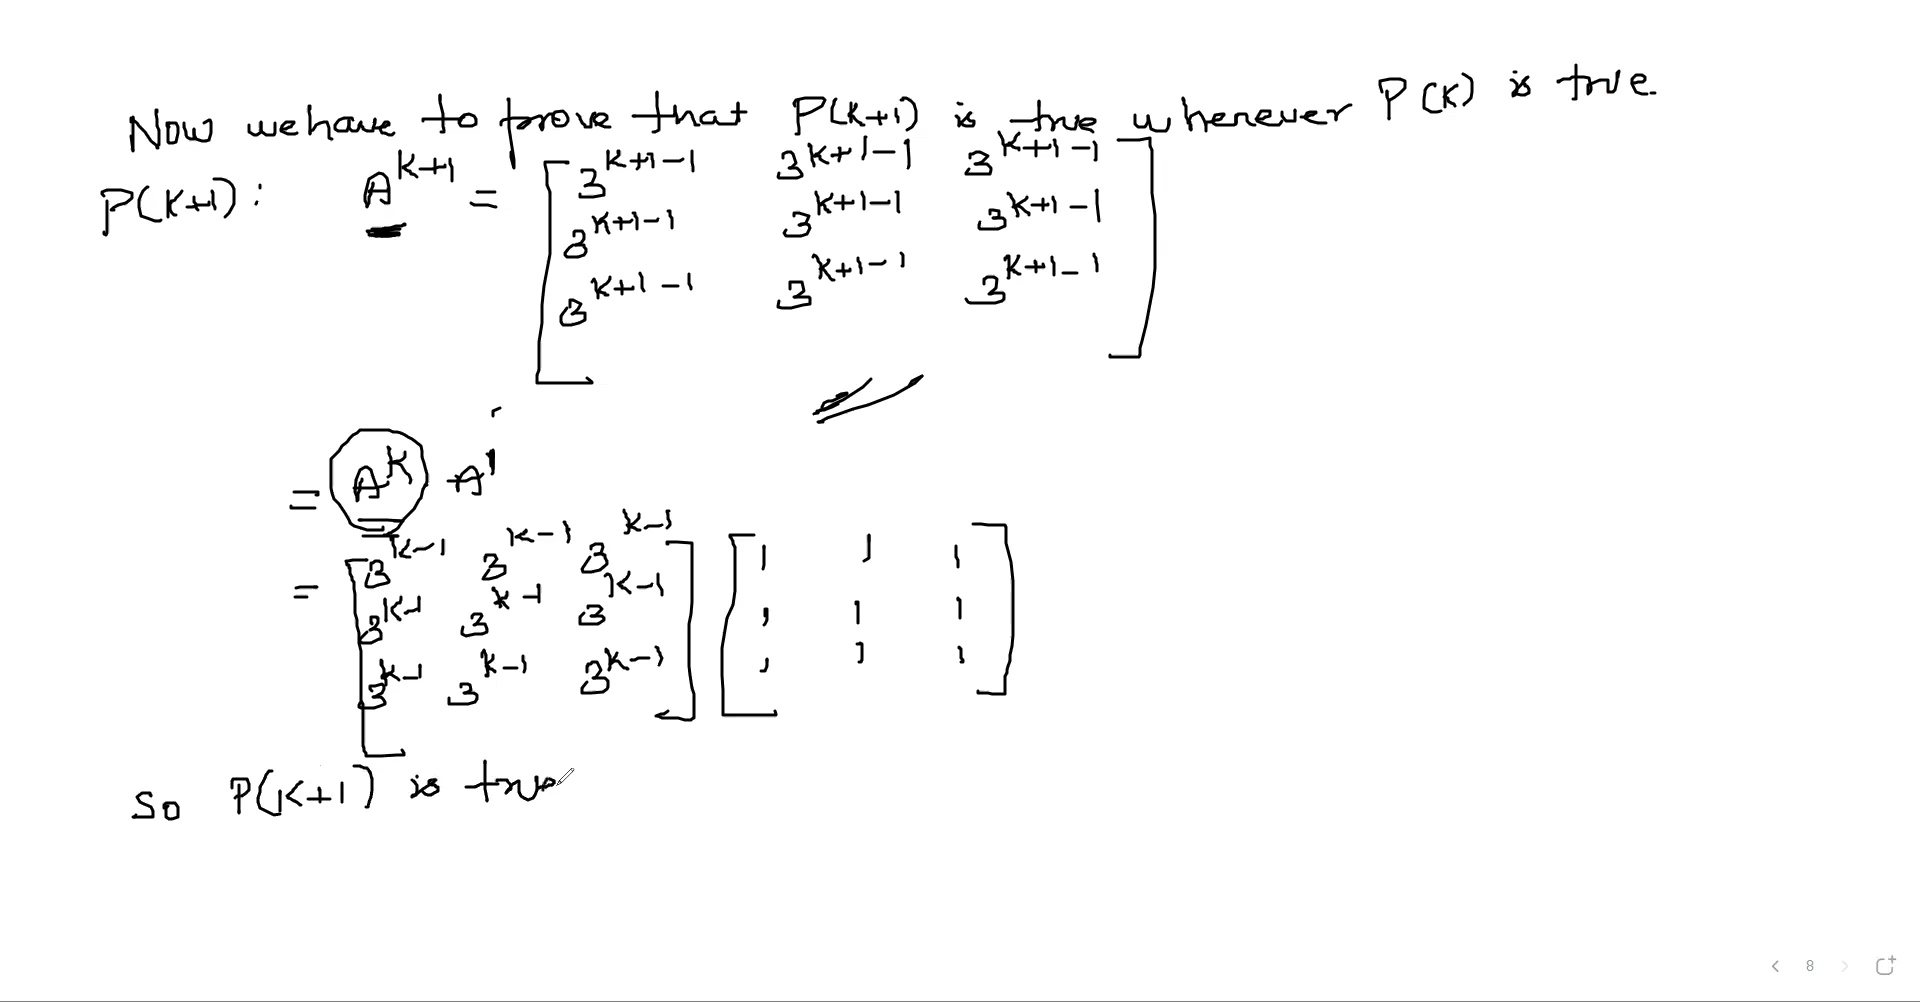 Now we have to prove that P(K+1) is true whenever P(K) is true
P(K+1) : A^K+1 = [ 3^K+1-1 3^K+1-1 3^K+1-1
3^K+1-1 3^K+1-1 3^K+1-1
3^K+1-1 3^K+1-1 3^K+1-1 ]
= A^K A^1
= [ 3^K-1 3^K-1 3^K-1 ] [ 1 1 1
3^K-1 3^K-1 3^K-1 1 1 1
3^K-1 3^K-1 3^K-1 1 1 1 ]
So P(K+1) is true
8